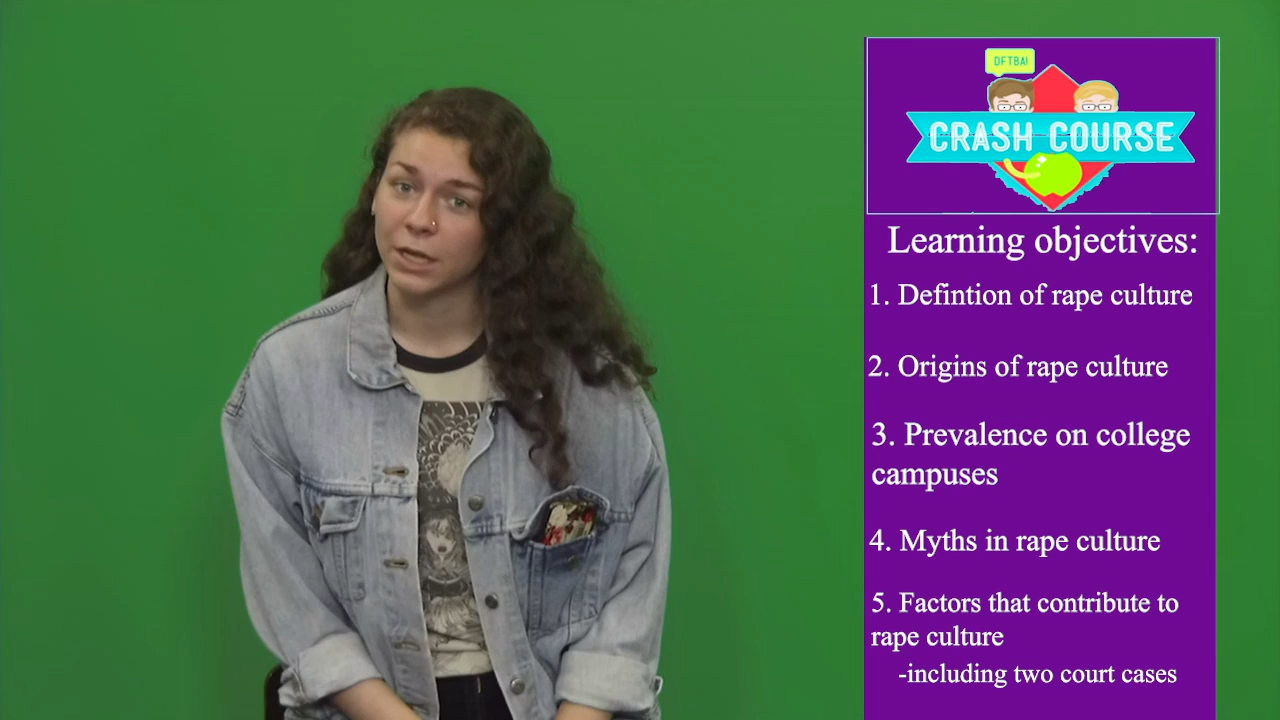 DFTBA!
CRASH COURSE
Learning objectives:
1. Defintion of rape culture
2. Origins of rape culture
3. Prevalence on college
campuses
4. Myths in rape culture
5. Factors that contribute to
rape culture
-including two court cases